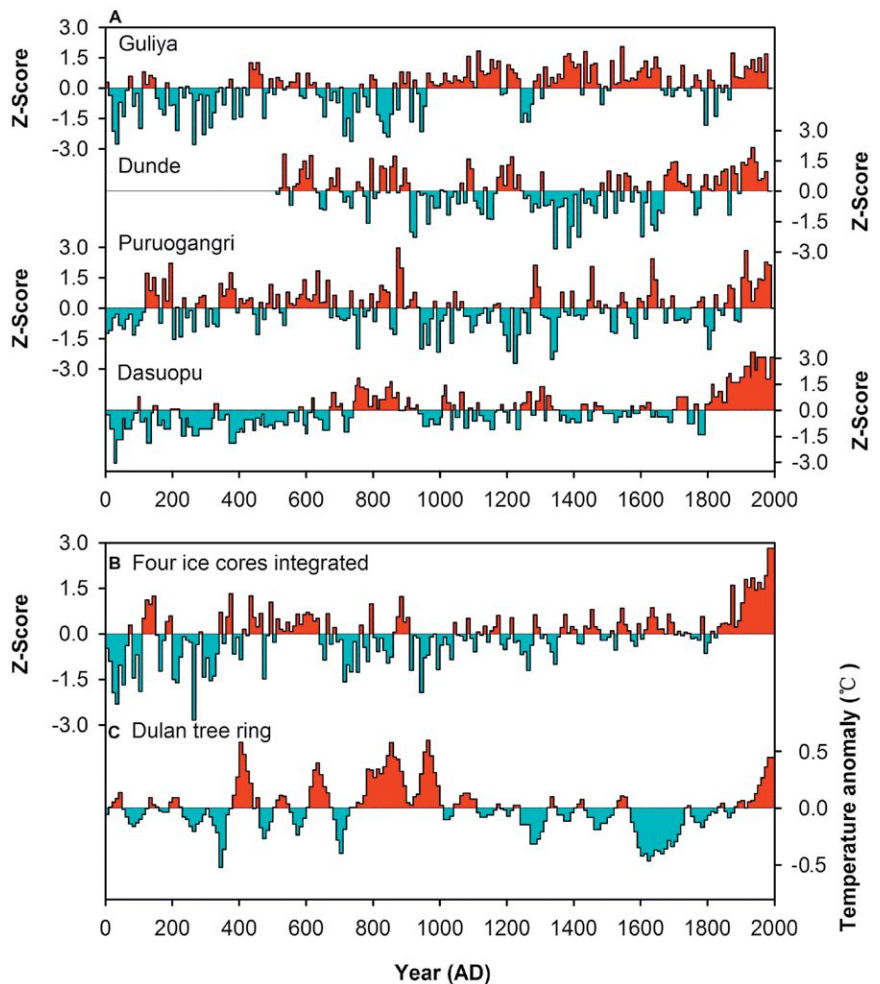 A
Guliya
3.0
1.5
0.0
-1.5
-3.0
Z-Score
Dunde
3.0
1.5
0.0
-1.5
-3.0
Z-Score
Puruogangri
3.0
1.5
0.0
-1.5
-3.0
Z-Score
Dasuopu
3.0
1.5
0.0
-1.5
-3.0
Z-Score
0 200 400 600 800 1000 1200 1400 1600 1800 2000
B Four ice cores integrated
3.0
1.5
0.0
-1.5
-3.0
Z-Score
C Dulan tree ring
0.5
0.0
-0.5
Temperature anomaly (℃)
0 200 400 600 800 1000 1200 1400 1600 1800 2000
Year (AD)